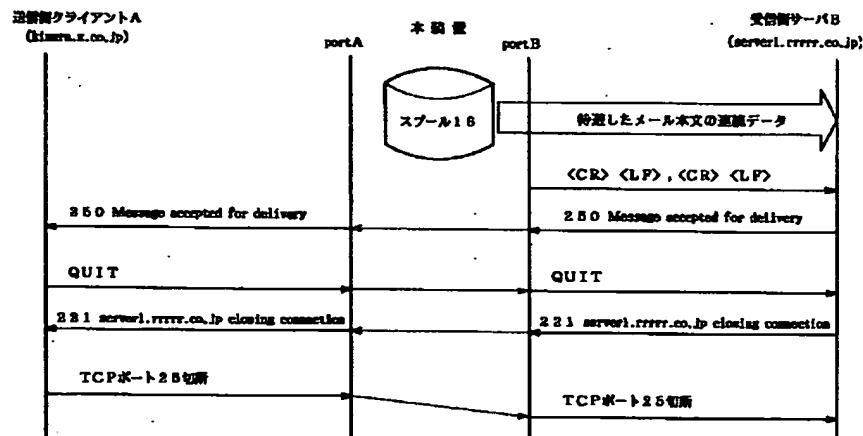 送信側クライアントA
(kimura.z.co.jp)
portA
本装置
portB
受信側サーバB
(server1.rrrrr.co.jp)
スプール16
待避したメール本文の連続データ
<CR> <LF> , <CR> <LF>
250 Message accepted for delivery
250 Message accepted for delivery
QUIT
QUIT
221 server1.rrrrr.co.jp closing connection
221 server1.rrrrr.co.jp closing connection
TCPポート25切断
TCPポート25切断